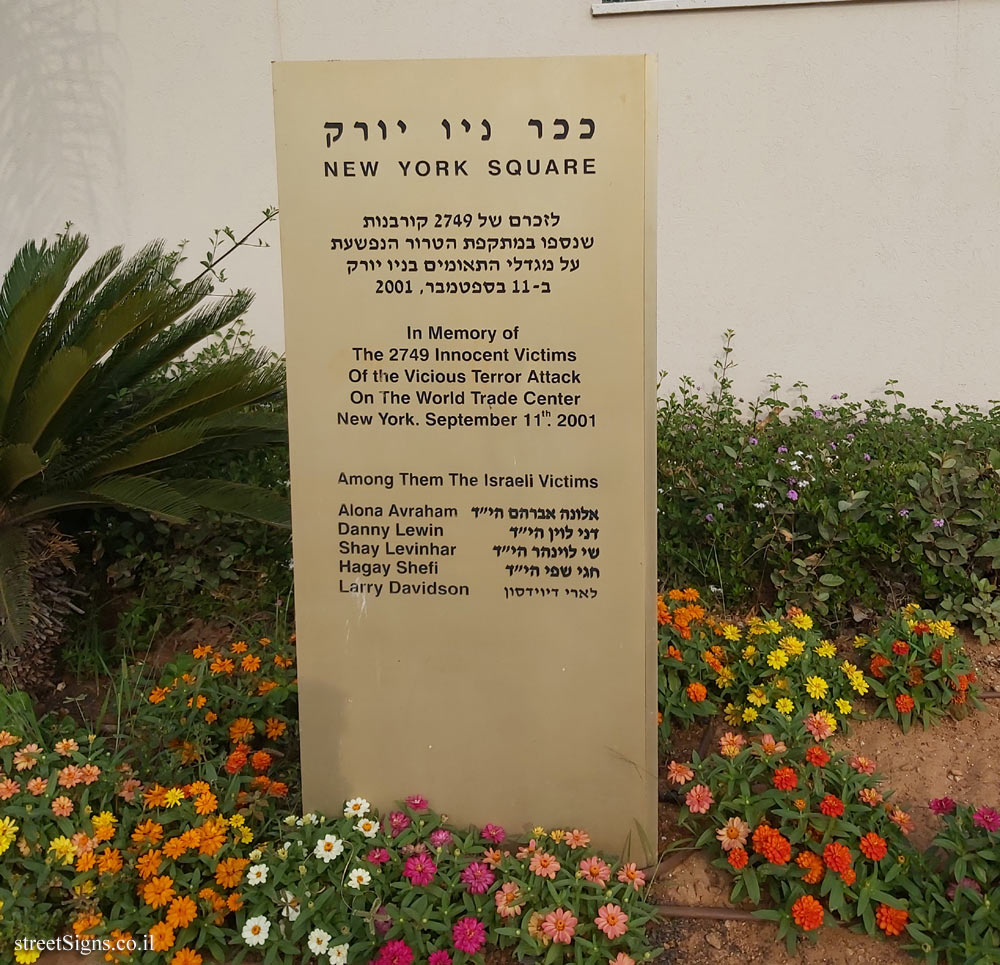 ככר ניו יורק
NEW YORK SQUARE
לזכרם של 2749 קורבנות
שנספו במתקפת הטרור הנפשעת
על מגדלי התאומים בניו יורק
ב-11 בספטמבר, 2001
In Memory of
The 2749 Innocent Victims
Of the Vicious Terror Attack
On The World Trade Center
New York. September 11th. 2001
Among Them The Israeli Victims
Alona Avraham אלונה אברהם הי״ד
Danny Lewin דני לוין הי״ד
Shay Levinhar שי לוינהר הי״ד
Hagay Shefi חגי שפי הי״ד
Larry Davidson לארי דיוידסון
streetSigns.co.il